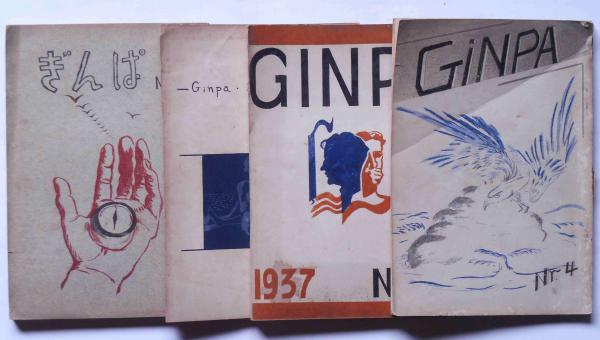 ぎんぱ
N
—Ginpa.
GINP
1937 N
GiNPA
Nr. 4